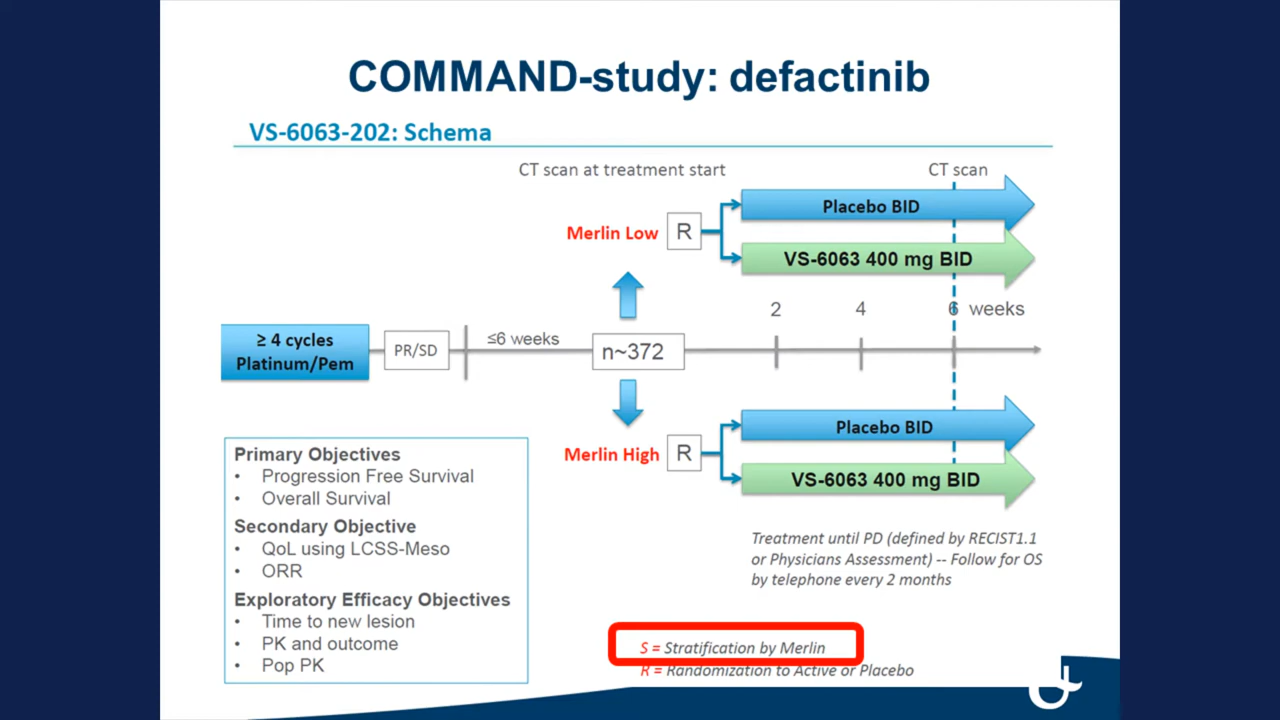 COMMAND-study: defactinib
VS-6063-202: Schema
CT scan at treatment start
CT scan
Placebo BID
Merlin Low
R
VS-6063 400 mg BID
2
4
6 weeks
≥ 4 cycles
Platinum/Pem
PR/SD
≤6 weeks
n~372
Placebo BID
Merlin High
R
VS-6063 400 mg BID
Primary Objectives
• Progression Free Survival
• Overall Survival
Secondary Objective
• QoL using LCSS-Meso
• ORR
Exploratory Efficacy Objectives
• Time to new lesion
• PK and outcome
• Pop PK
Treatment until PD (defined by RECIST1.1
or Physicians Assessment) -- Follow for OS
by telephone every 2 months
S = Stratification by Merlin
R = Randomization to Active or Placebo